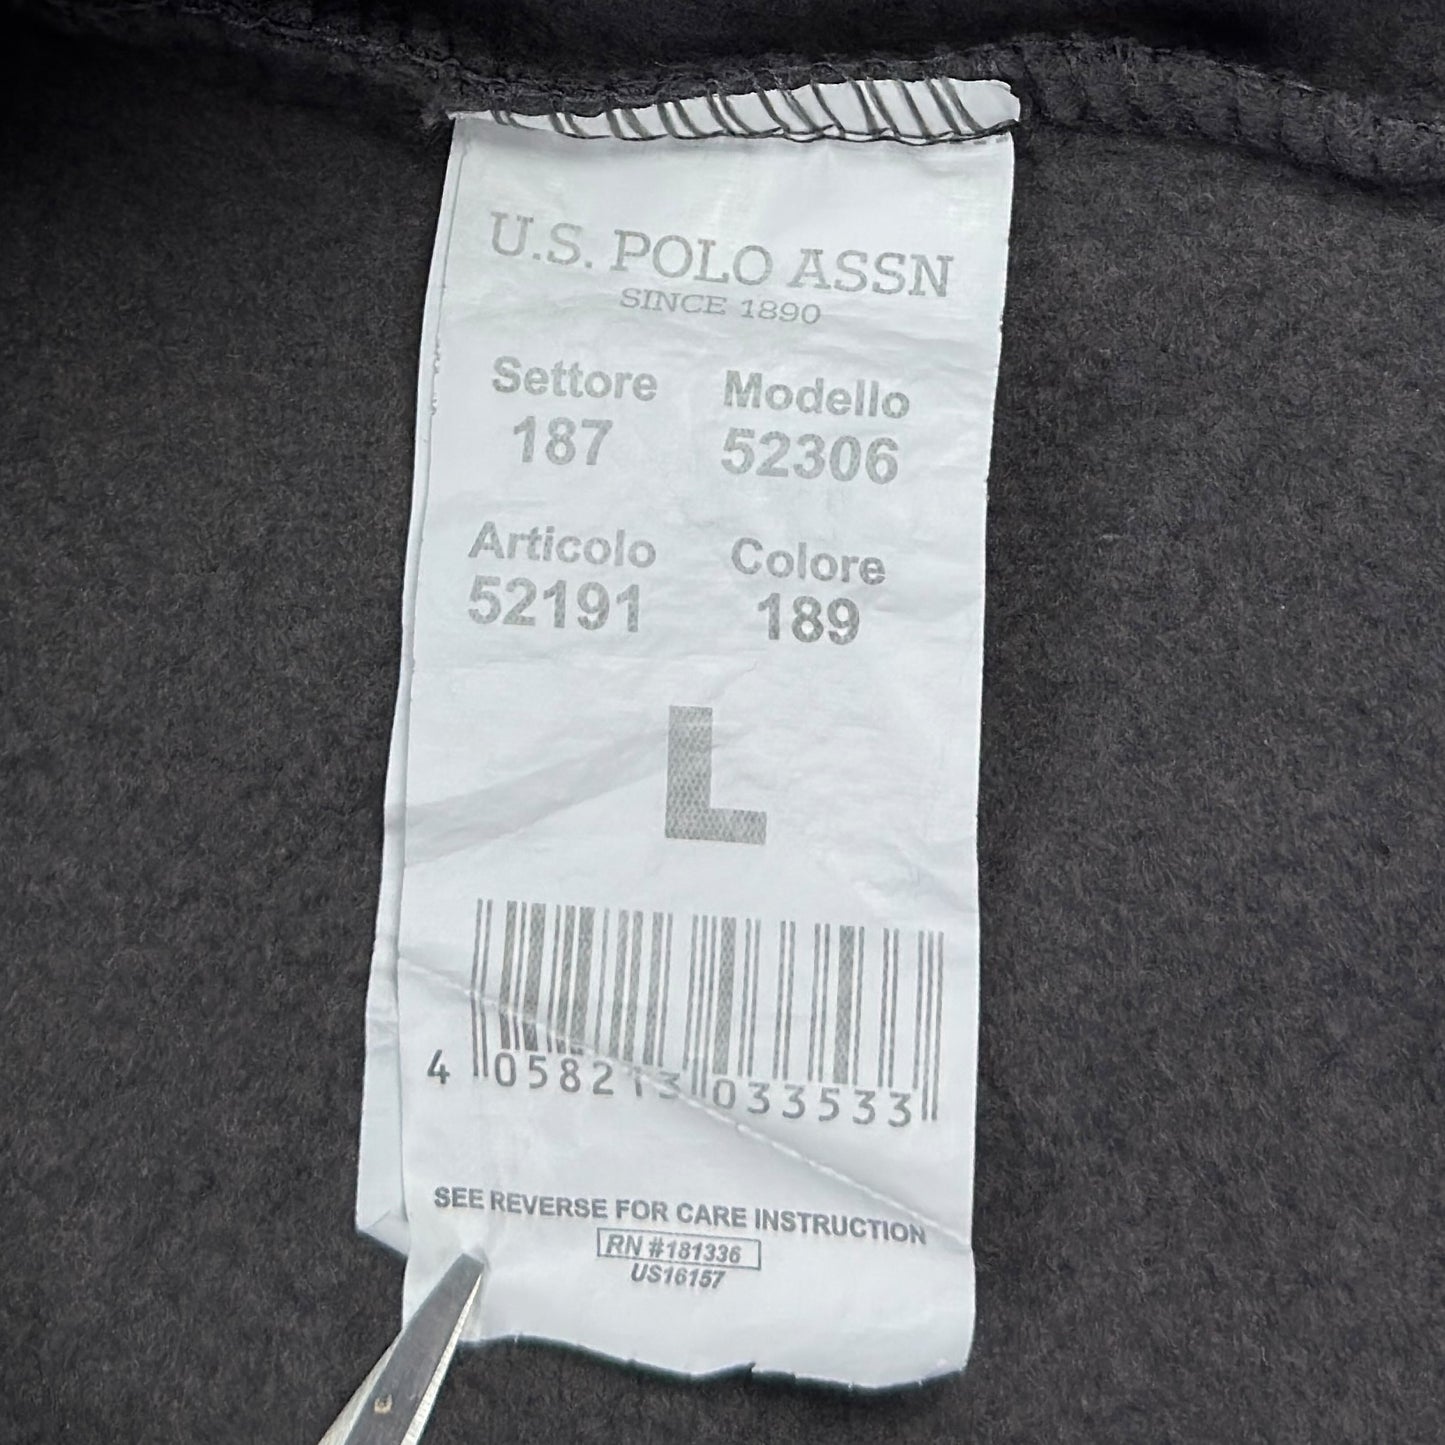 U.S. POLO ASSN
SINCE 1890
Settore Modello
187 52306
Articolo Colore
52191 189
L
4 058213 033533
SEE REVERSE FOR CARE INSTRUCTION
RN #181336
US16157